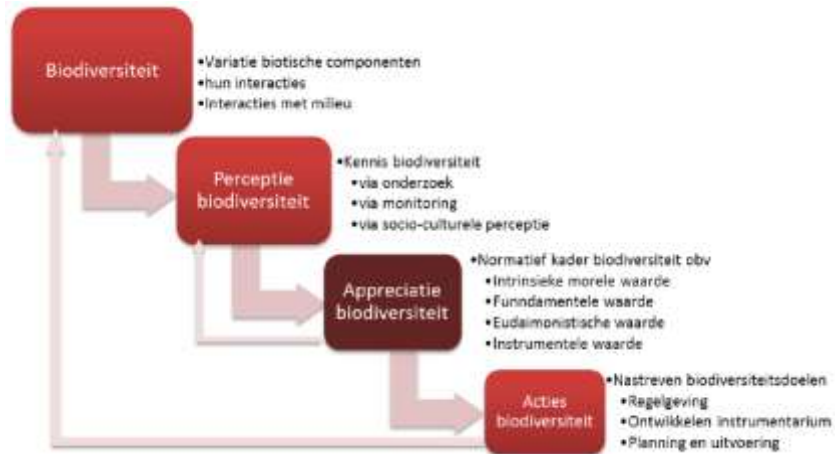 Biodiversiteit
•Variatie biotische componenten
•hun interacties
•Interacties met milieu
Perceptie
biodiversiteit
•Kennis biodiversiteit
•via onderzoek
•via monitoring
•via socio-culturele perceptie
Appreciatie
biodiversiteit
•Normatief kader biodiversiteit obv
•Intrinsieke morele waarde
•Funndamentele waarde
•Eudaimonistische waarde
•Instrumentele waarde
Acties
biodiversiteit
•Nastreven biodiversiteitsdoelen
•Regelgeving
•Ontwikkelen instrumentarium
•Planning en uitvoering